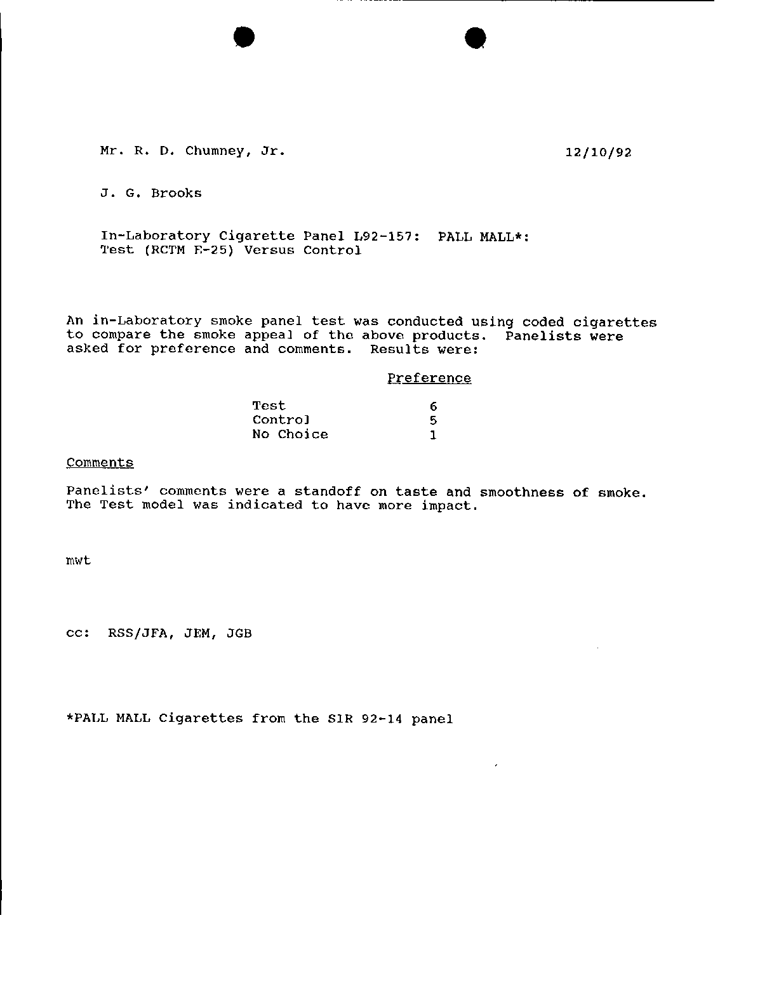 Mr. R. D. Chumney, Jr. 12/10/92
J. G. Brooks
In-Laboratory Cigarette Panel L92-157: PALL MALL*:
Test (RCTM E-25) Versus Control
An in-Laboratory smoke panel test was conducted using coded cigarettes
to compare the smoke appeal of the above products. Panelists were
asked for preference and comments. Results were:
Preference
Test 6
Control 5
No Choice 1
Comments
Panelists' comments were a standoff on taste and smoothness of smoke.
The Test model was indicated to have more impact.
mwt
cc: RSS/JFA, JEM, JGB
*PALL MALL Cigarettes from the SIR 92-14 panel